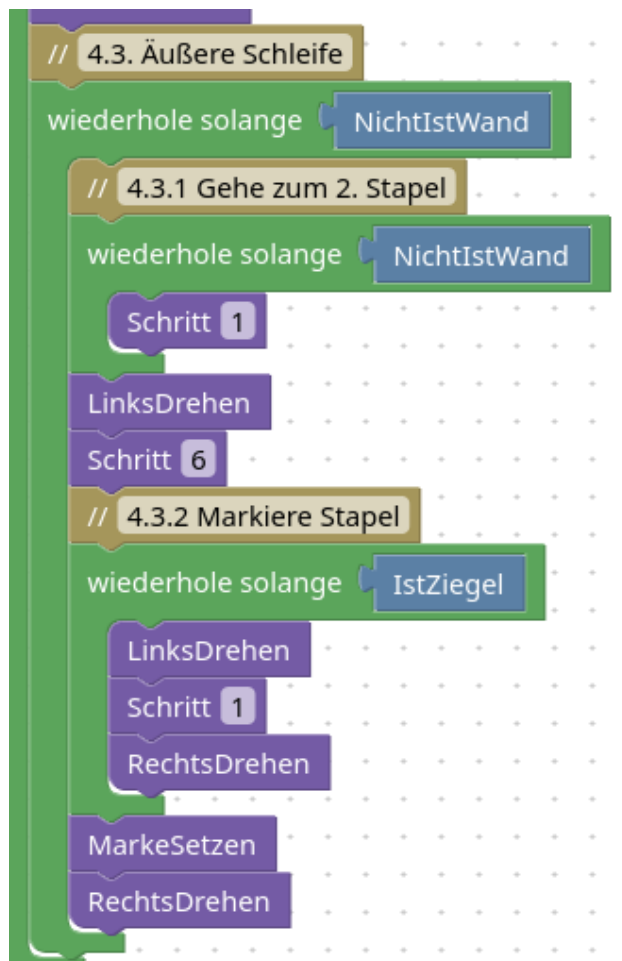 // 4.3. Äußere Schleife
wiederhole solange NichtIstWand
// 4.3.1 Gehe zum 2. Stapel
wiederhole solange NichtIstWand
Schritt 1
LinksDrehen
Schritt 6
// 4.3.2 Markiere Stapel
wiederhole solange IstZiegel
LinksDrehen
Schritt 1
RechtsDrehen
MarkeSetzen
RechtsDrehen